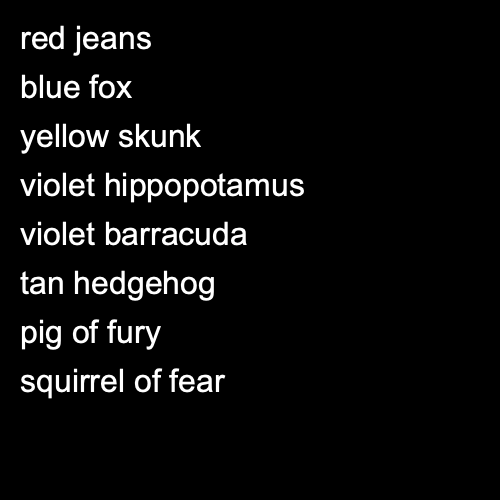 red jeans
blue fox
yellow skunk
violet hippopotamus
violet barracuda
tan hedgehog
pig of fury
squirrel of fear